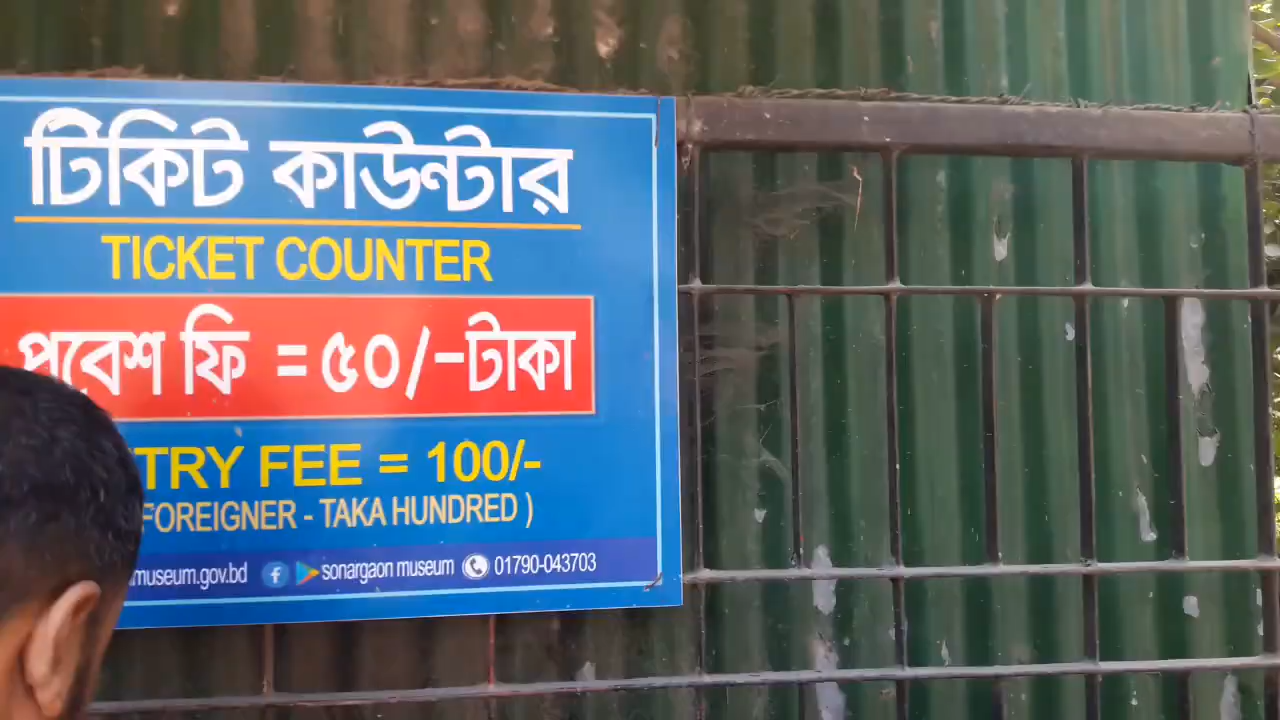 টিকিট কাউন্টার
TICKET COUNTER
প্রবেশ ফি =৫০/-টাকা
TRY FEE = 100/-
FOREIGNER - TAKA HUNDRED )
museum.gov.bd sonargaon museum 01790-043703